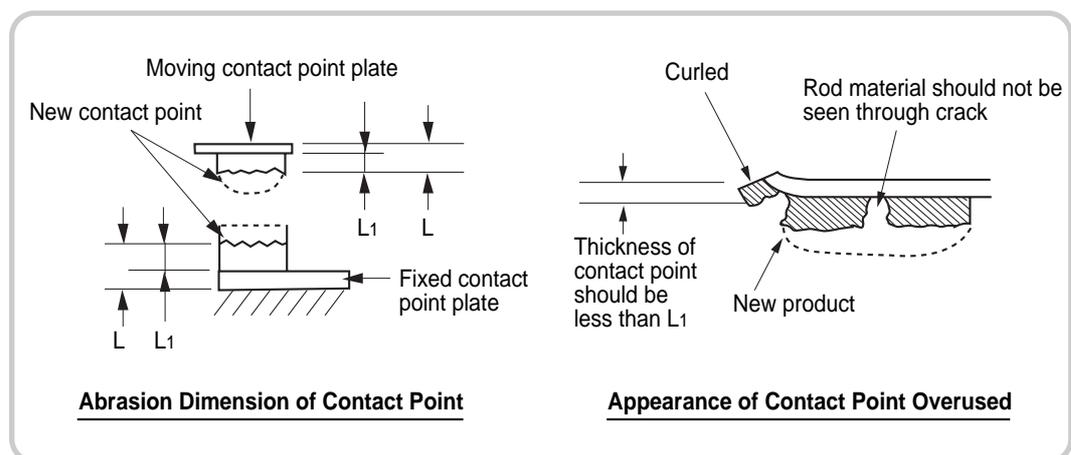 Moving contact point plate
New contact point
L1
L
L
L1
Fixed contact
point plate
Abrasion Dimension of Contact Point
Curled
Rod material should not be
seen through crack
Thickness of
contact point
should be
less than L1
New product
Appearance of Contact Point Overused